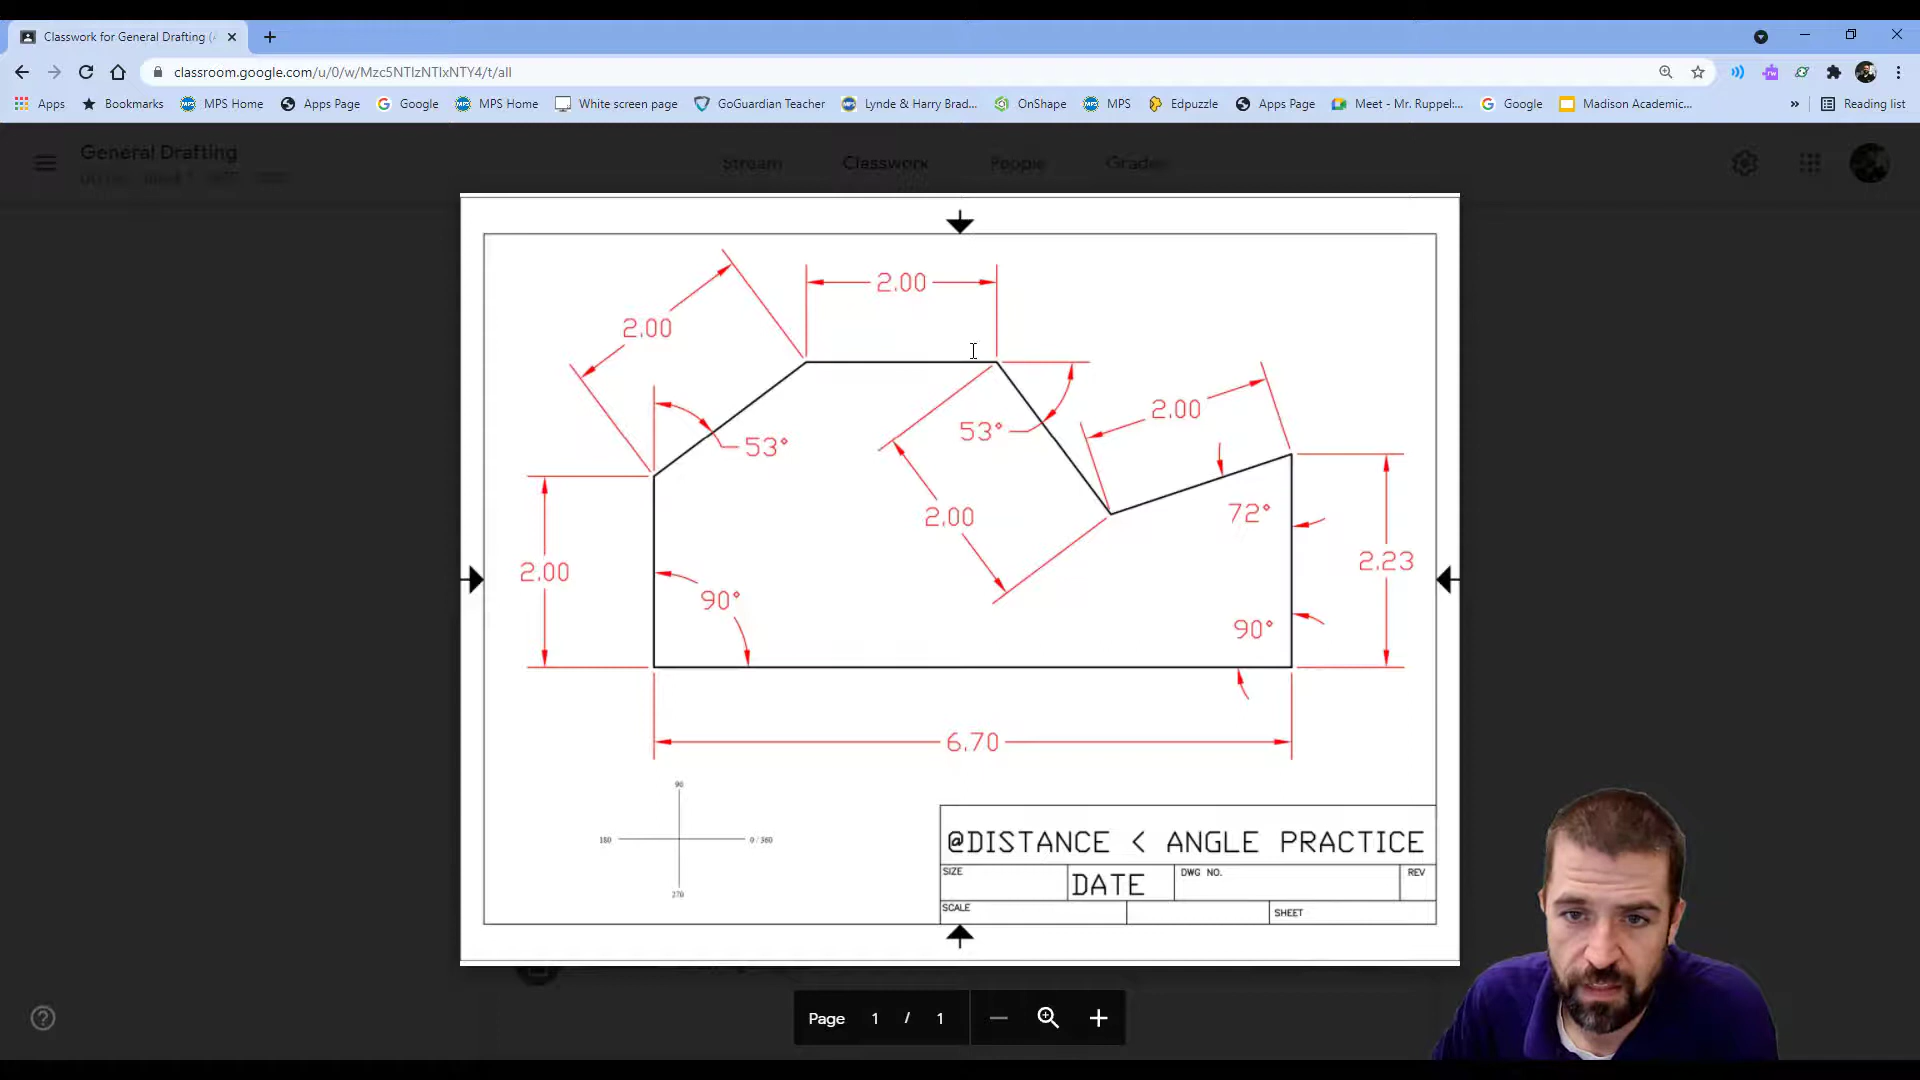 Classwork for General Drafting (
classroom.google.com/u/0/w/Mzc5NTIzNTIxNTY4/t/all
Apps Bookmarks MPS Home Apps Page Google MPS Home White screen page GoGuardian Teacher Lynde & Harry Brad... OnShape MPS Edpuzzle Apps Page Meet - Mr. Ruppel:... Google Madison Academic... » Reading list
General Drafting
Stream Classwork People Grades
2.00
2.00
2.00
53°
53°
2.00
72°
2.00
2.23
2.00
90°
90°
6.70
90
180
0 / 360
270
@DISTANCE < ANGLE PRACTICE
SIZE
DATE
DWG NO.
REV
SCALE
SHEET
Page 1 / 1